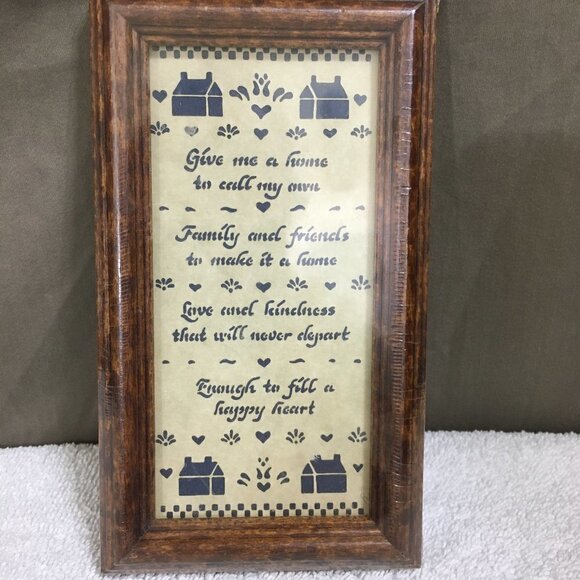 Give me a home
to call my own
Family and friends
to make it a home
Love and kindness
that will never depart
Enough to fill a
happy heart